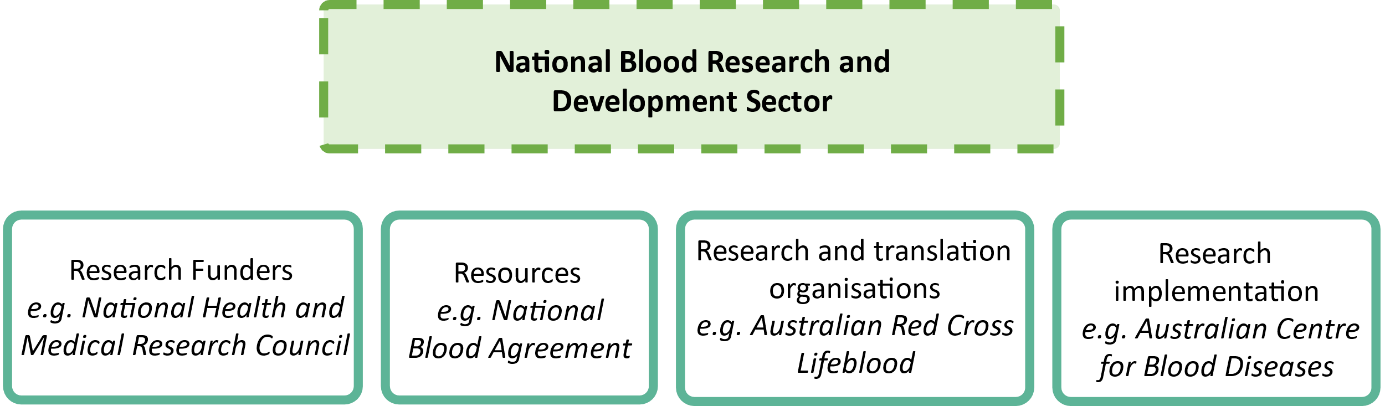 National Blood Research and
Development Sector
Research Funders
e.g. National Health and
Medical Research Council
Resources
e.g. National
Blood Agreement
Research and translation
organisations
e.g. Australian Red Cross
Lifeblood
Research
implementation
e.g. Australian Centre
for Blood Diseases